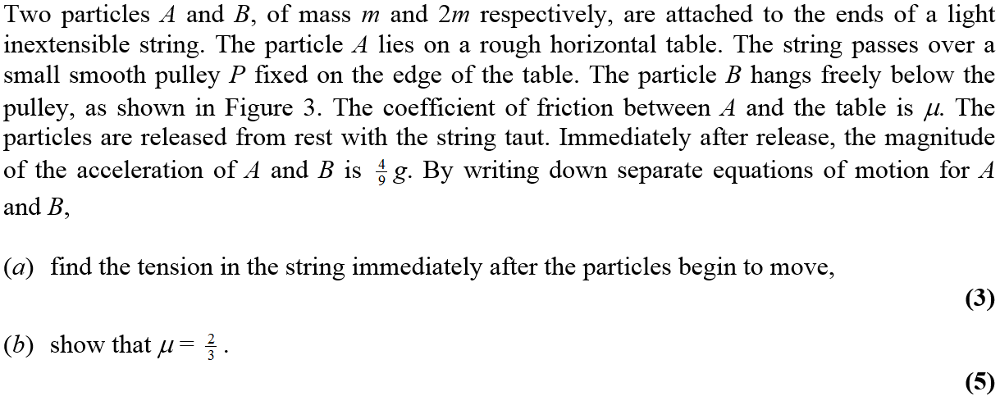 Two particles A and B, of mass m and 2m respectively, are attached to the ends of a light
inextensible string. The particle A lies on a rough horizontal table. The string passes over a
small smooth pulley P fixed on the edge of the table. The particle B hangs freely below the
pulley, as shown in Figure 3. The coefficient of friction between A and the table is μ. The
particles are released from rest with the string taut. Immediately after release, the magnitude
of the acceleration of A and B is 4/9 g. By writing down separate equations of motion for A
and B,
(a) find the tension in the string immediately after the particles begin to move,
(3)
(b) show that μ = 2/3 .
(5)